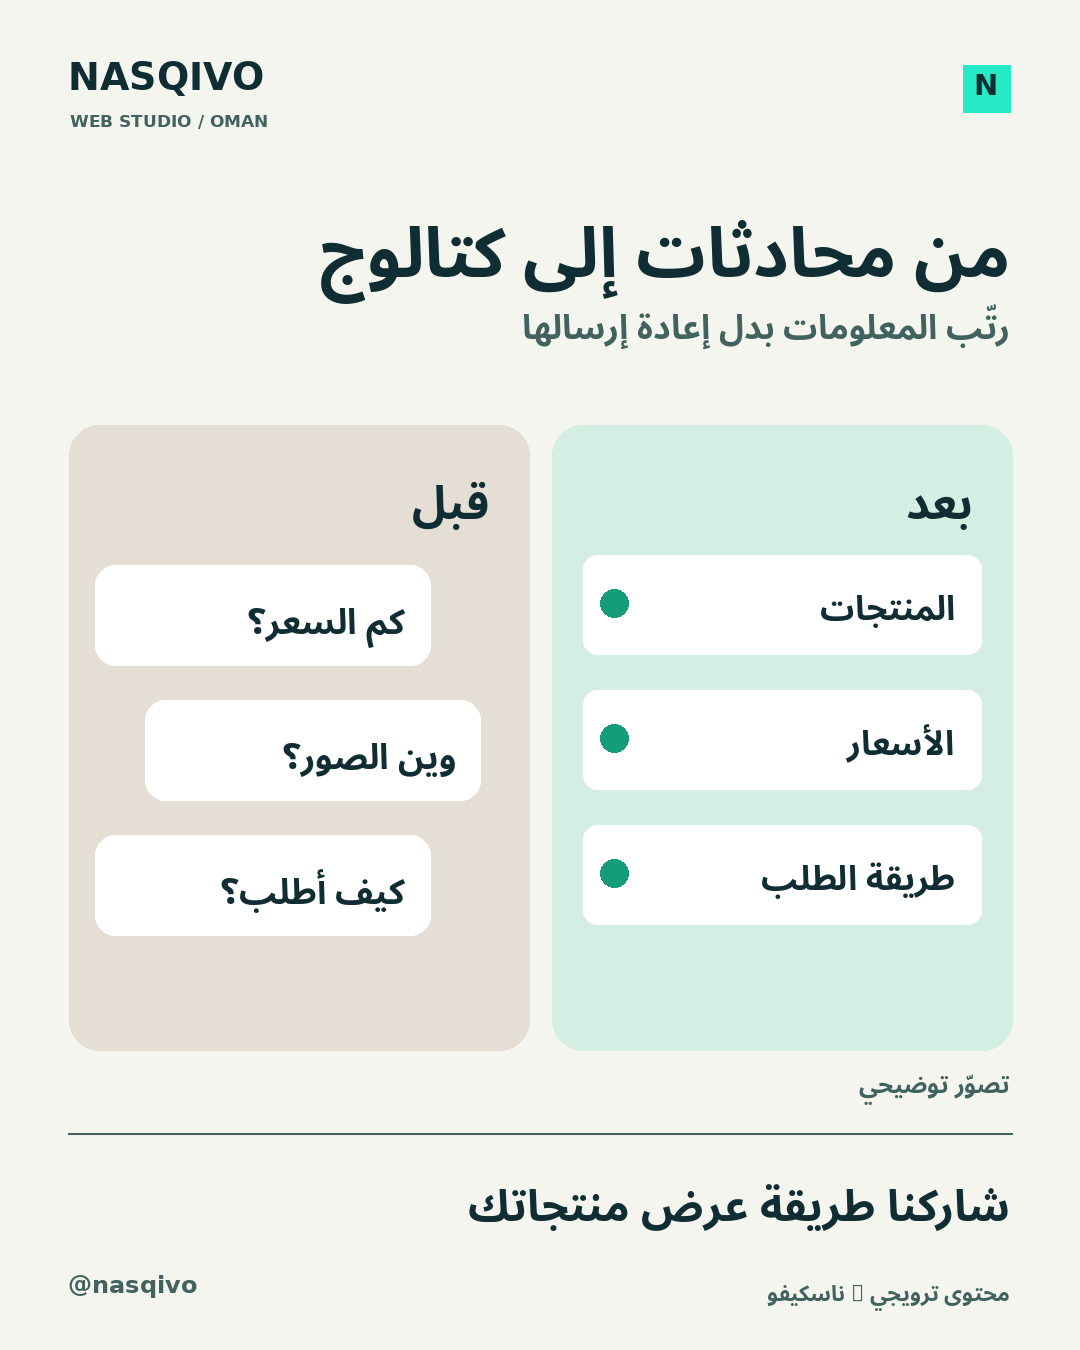 NASQIVO
WEB STUDIO / OMAN
N
من محادثات إلى كتالوج
رتّب المعلومات بدل إعادة إرسالها
بعد
المنتجات
الأسعار
طريقة الطلب
قبل
كم السعر؟
وين الصور؟
كيف أطلب؟
تصوّر توضيحي
شاركنا طريقة عرض منتجاتك
محتوى ترويجي ▯ ناسكيفو
@nasqivo